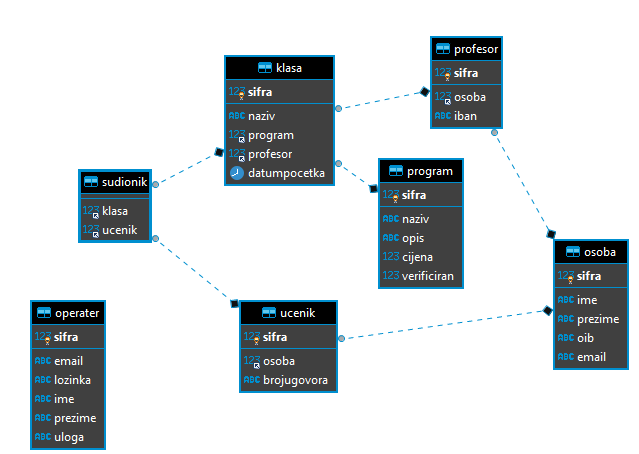 klasa
123 sifra
ABC naziv
123 program
123 profesor
datumpocetka
profesor
123 sifra
123 osoba
ABC iban
sudionik
123 klasa
123 ucenik
program
123 sifra
ABC naziv
ABC opis
123 cijena
123 verificiran
osoba
123 sifra
ABC ime
ABC prezime
ABC oib
ABC email
operater
123 sifra
ABC email
ABC lozinka
ABC ime
ABC prezime
ABC uloga
ucenik
123 sifra
123 osoba
ABC brojugovora